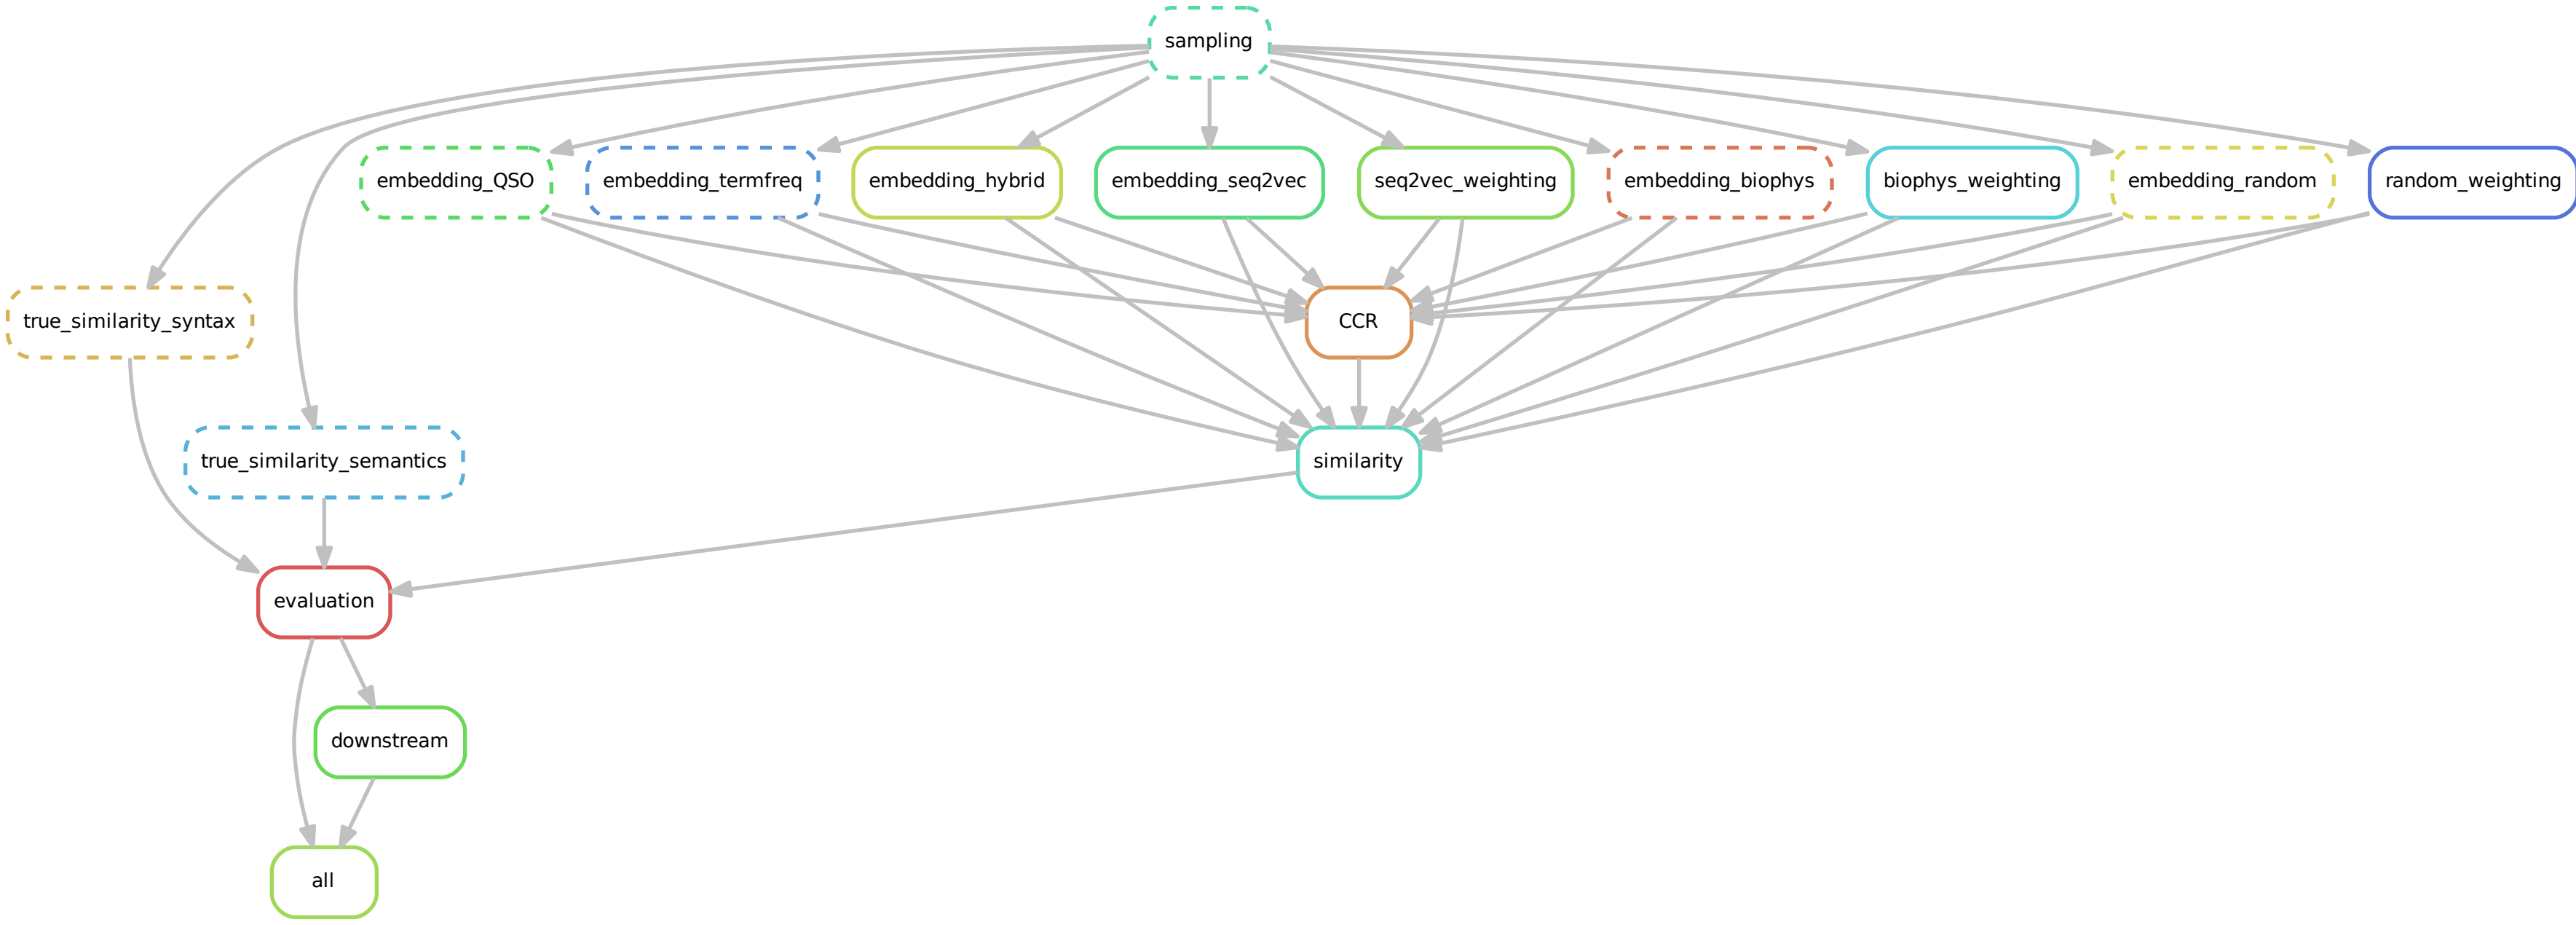 sampling
embedding_QSO
embedding_termfreq
embedding_hybrid
embedding_seq2vec
seq2vec_weighting
embedding_biophys
biophys_weighting
embedding_random
random_weighting
true_similarity_syntax
CCR
true_similarity_semantics
similarity
evaluation
downstream
all